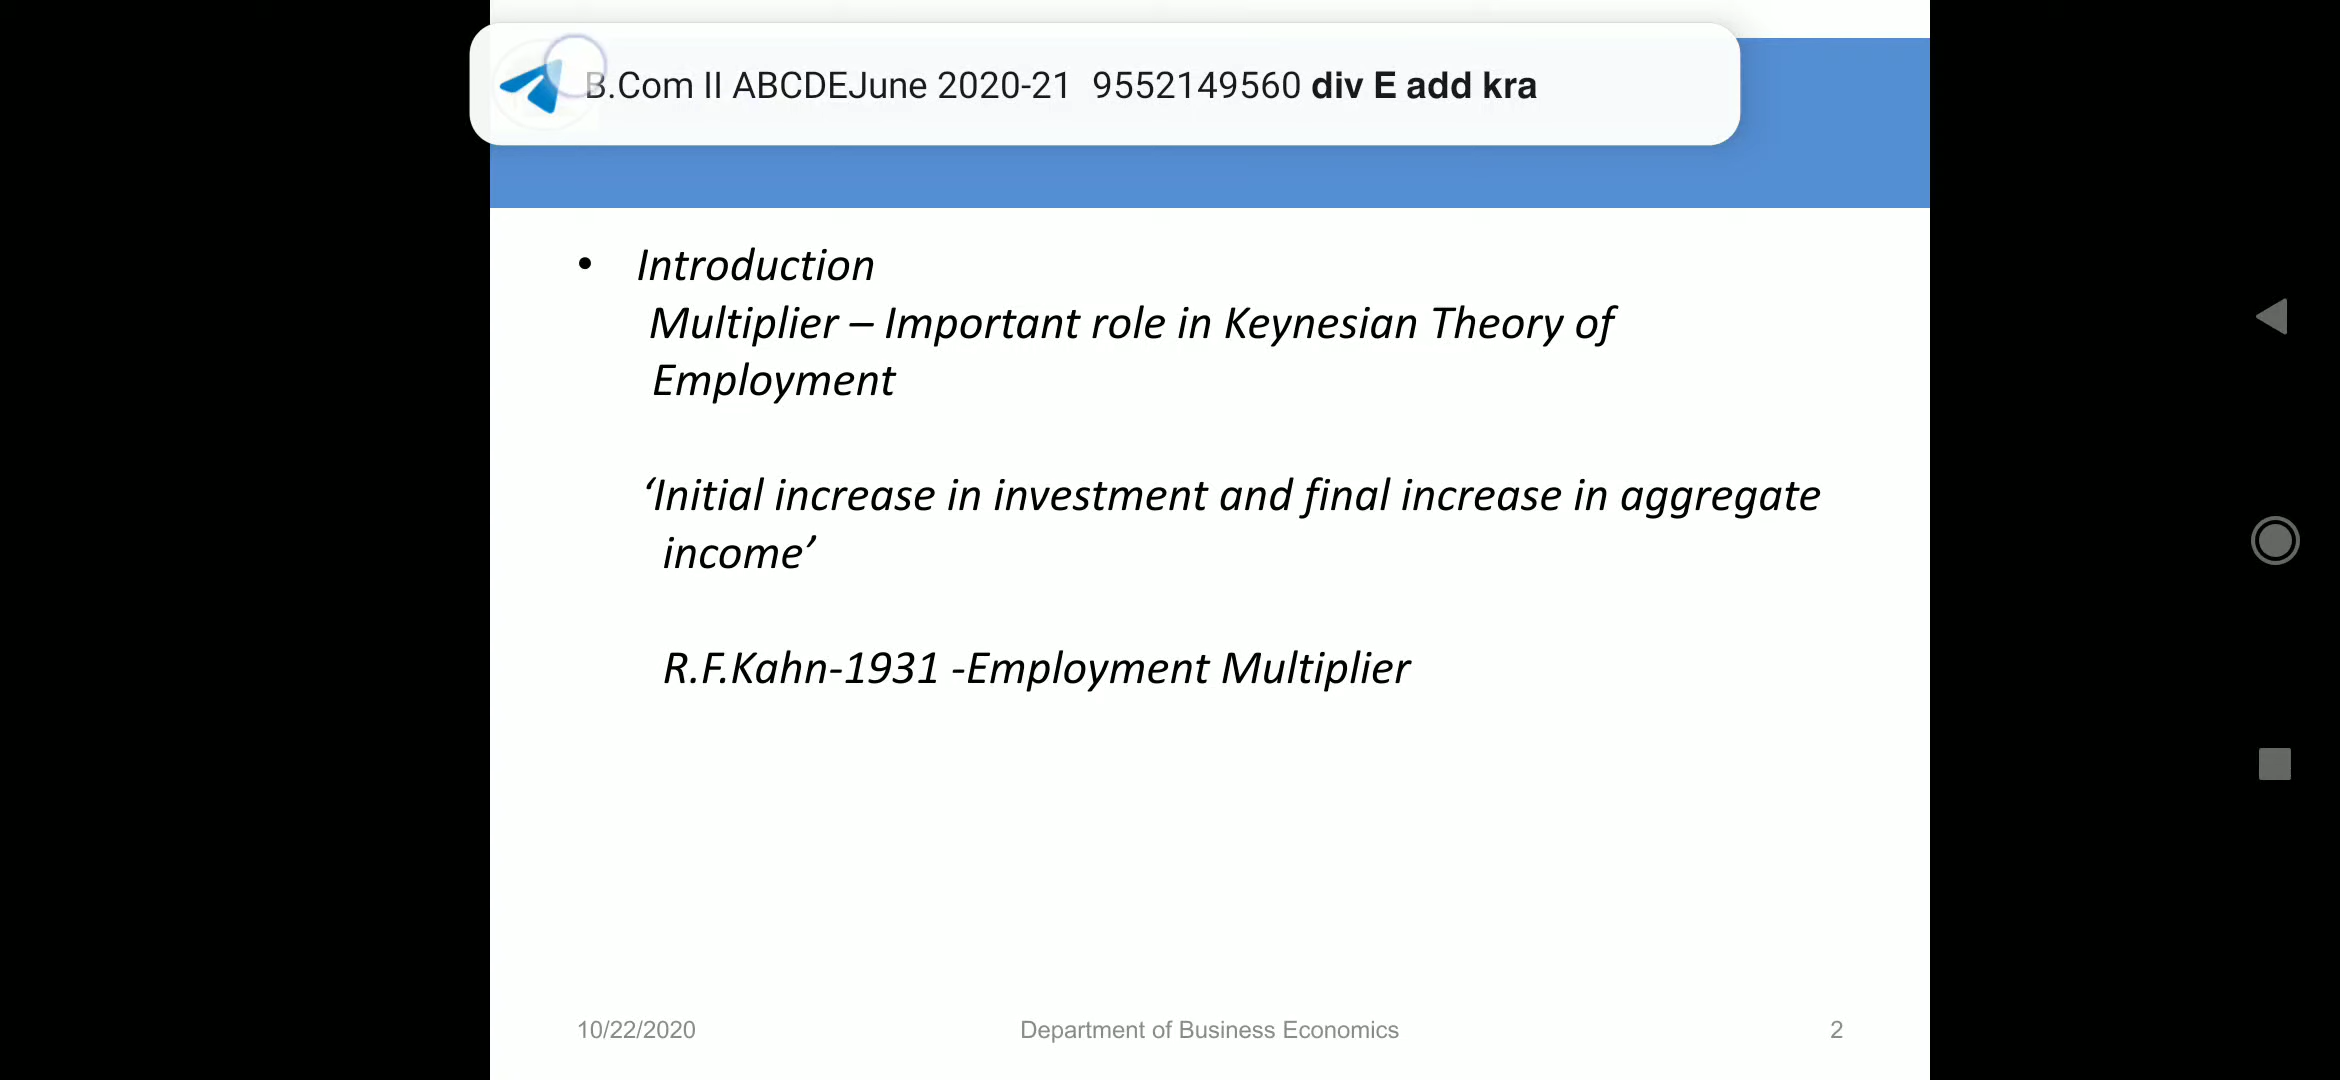 B.Com II ABCDEJune 2020-21 9552149560 div E add kra
• Introduction
Multiplier – Important role in Keynesian Theory of
Employment
‘Initial increase in investment and final increase in aggregate
income’
R.F.Kahn-1931 -Employment Multiplier
10/22/2020 Department of Business Economics 2